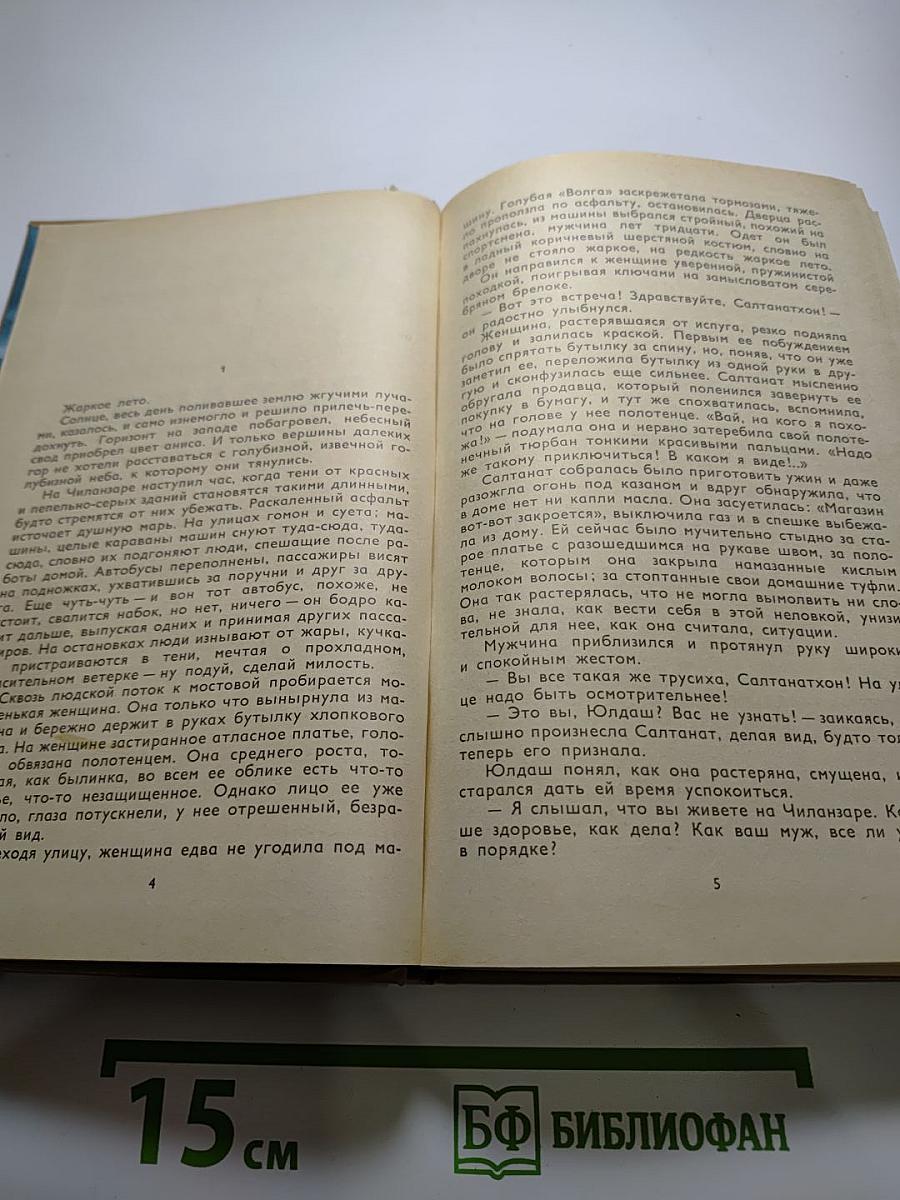 1
Жаркое лето.
Солнце, весь день поливавшее землю жгучими луча-
ми, казалось, и само изнемогло и решило прилечь-пере-
дохнуть. Горизонт на западе побагровел, небесный
свод приобрел цвет аниса. И только вершины далеких
гор не хотели расставаться с голубизной, извечной го-
лубизной неба, к которому они тянулись.
На Чиланзаре наступил час, когда тени от красных
и пепельно-серых зданий становятся такими длинными,
будто стремятся от них убежать. Раскаленный асфальт
источает душную марь. На улицах гомон и суета; ма-
шины, целые караваны машин снуют туда-сюда, туда-
сюда, словно их подгоняют люди, спешащие после ра-
боты домой. Автобусы переполнены, пассажиры висят
на подножках, ухватившись за поручни и друг за дру-
га. Еще чуть-чуть — и вон тот автобус, похоже, не
стоит, свалится набок, но нет, ничего — он бодро ка-
ит дальше, выпуская одних и принимая других пасса-
иров. На остановках люди изнывают от жары, кучка-
пристраиваются в тени, мечтая о прохладном,
асительном ветерке — ну подуй, сделай милость.
Сквозь людской поток к мостовой пробирается мо-
енькая женщина. Она только что вынырнула из ма-
на и бережно держит в руках бутылку хлопкового
а. На женщине застиранное атласное платье, голо-
обвязана полотенцем. Она среднего роста, то-
ая, как былинка, во всем ее облике есть что-то
ье, что-то незащищенное. Однако лицо ее уже
ло, глаза потускнели, у нее отрешенный, безра-
й вид.
еходя улицу, женщина едва не угодила под ма-
4
шину. Голубая «Волга» заскрежетала тормозами, тяже-
ло проползла по асфальту, остановилась. Дверца рас-
пахнулась, из машины выбрался стройный, похожий на
спортсмена, мужчина лет тридцати. Одет он был
в ладный коричневый шерстяной костюм, словно на
дворе не стояло жаркое, на редкость жаркое лето.
Он направился к женщине уверенной, пружинистой
походкой, поигрывая ключами на замысловатом сере-
бряном брелоке.
— Вот это встреча! Здравствуйте, Салтанатхон! —
он радостно улыбнулся.
Женщина, растерявшаяся от испуга, резко подняла
голову и залилась краской. Первым ее побуждением
было спрятать бутылку за спину, но, поняв, что он уже
заметил ее, переложила бутылку из одной руки в дру-
гую и сконфузилась еще сильнее. Салтанат мысленно
обругала продавца, который поленился завернуть ее
покупку в бумагу, и тут же спохватилась, вспомнила,
что на голове у нее полотенце. «Вай, на кого я похо-
жа!» — подумала она и нервно затеребила свой полоте-
нечный тюрбан тонкими красивыми пальцами. «Надо
же такому приключиться! В каком я виде!..»
Салтанат собралась было приготовить ужин и даже
разожгла огонь под казаном и вдруг обнаружила, что
в доме нет ни капли масла. Она засуетилась: «Магазин
вот-вот закроется», выключила газ и в спешке выбежа-
ла из дому. Ей сейчас было мучительно стыдно за ста-
рое платье с разошедшимся на рукаве швом, за поло-
тенце, которым она закрыла намазанные кислым
молоком волосы; за стоптанные свои домашние туфли.
Она так растерялась, что не могла вымолвить ни сло-
ва, не знала, как вести себя в этой неловкой, унизи
тельной для нее, как она считала, ситуации.
Мужчина приблизился и протянул руку широки
и спокойным жестом.
— Вы все такая же трусиха, Салтанатхон! На ул
це надо быть осмотрительнее!
— Это вы, Юлдаш? Вас не узнать! — заикаясь,
слышно произнесла Салтанат, делая вид, будто тол
теперь его признала.
Юлдаш понял, как она растеряна, смущена, и
старался дать ей время успокоиться.
— Я слышал, что вы живете на Чиланзаре. Ка
ше здоровье, как дела? Как ваш муж, все ли у
в порядке?
5
15 см
БФ БИБЛИОФАН